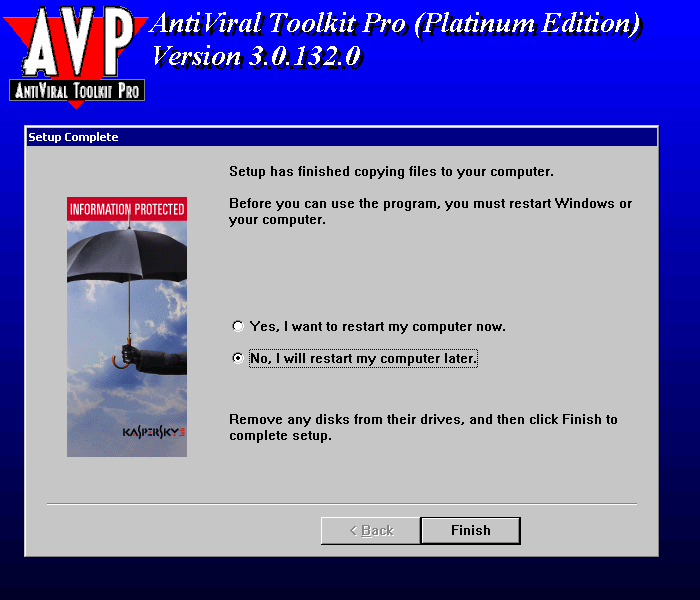 AVP
ANTIVIRAL TOOLKIT PRO
AntiViral Toolkit Pro (Platinum Edition)
Version 3.0.132.0
Setup Complete
INFORMATION PROTECTED
KASPERSKY
Setup has finished copying files to your computer.
Before you can use the program, you must restart Windows or
your computer.
Yes, I want to restart my computer now.
No, I will restart my computer later.
Remove any disks from their drives, and then click Finish to
complete setup.
< Back
Finish